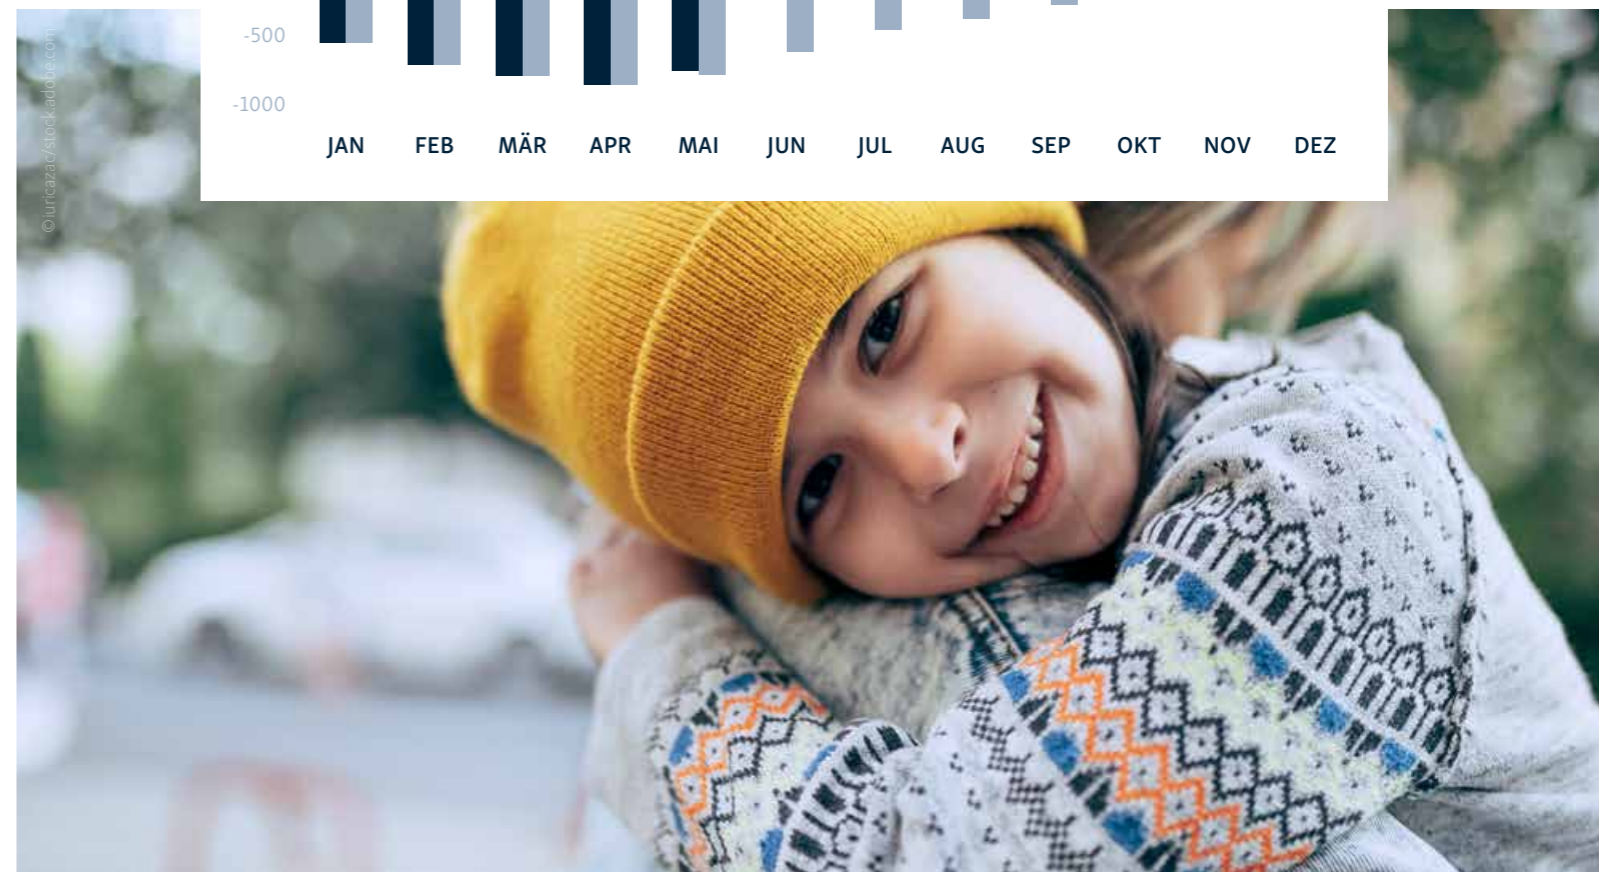 -500
-1000
JAN FEB MÄR APR MAI JUN JUL AUG SEP OKT NOV DEZ
©iuricazac/stock.adobe.com